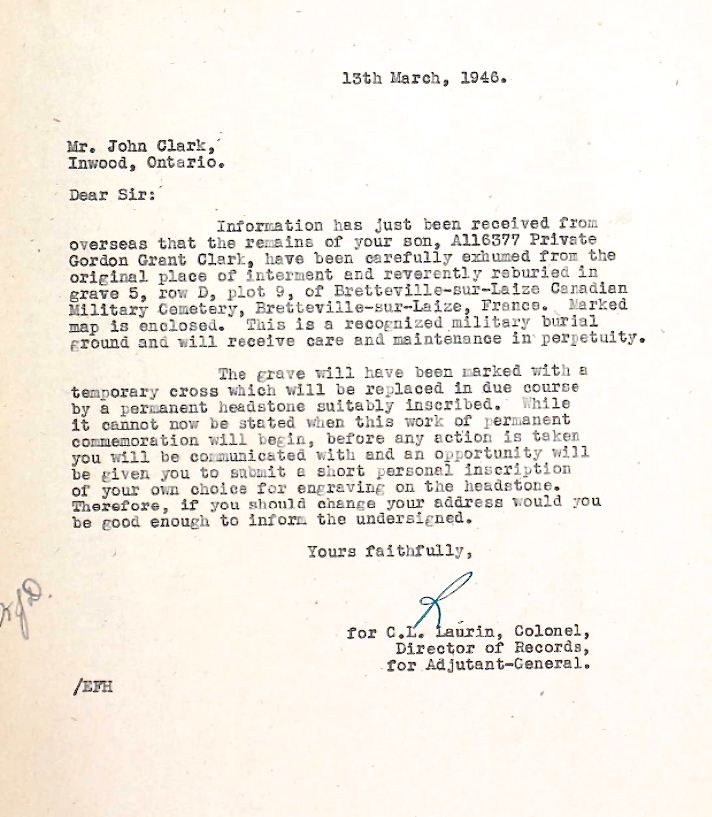 13th March, 1946.
Mr. John Clark,
Inwood, Ontario.
Dear Sir:
Information has just been received from
overseas that the remains of your son, A116377 Private
Gordon Grant Clark, have been carefully exhumed from the
original place of interment and reverently reburied in
grave 5, row D, plot 9, of Bretteville-sur-Laize Canadian
Military Cemetery, Bretteville-sur-Laize, France. Marked
map is enclosed. This is a recognized military burial
ground and will receive care and maintenance in perpetuity.
The grave will have been marked with a
temporary cross which will be replaced in due course
by a permanent headstone suitably inscribed. While
it cannot now be stated when this work of permanent
commemoration will begin, before any action is taken
you will be communicated with and an opportunity will
be given you to submit a short personal inscription
of your own choice for engraving on the headstone.
Therefore, if you should change your address would you
be good enough to inform the undersigned.
Yours faithfully,
for C.L. Laurin, Colonel,
Director of Records,
for Adjutant-General.
/EFH